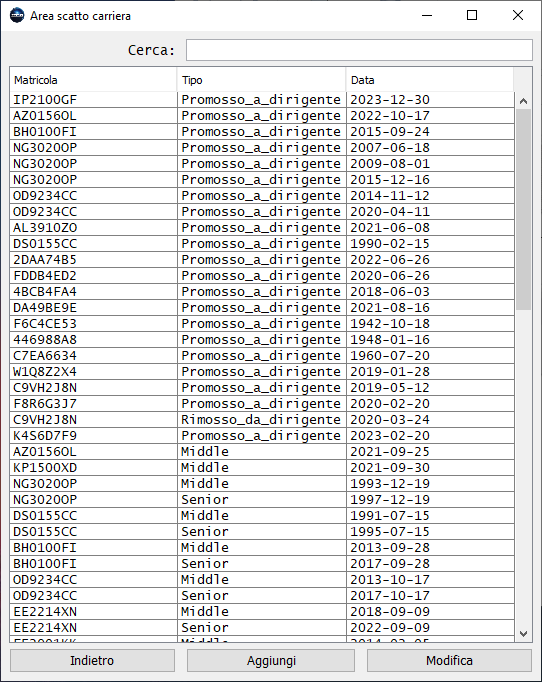 Area scatto carriera
Cerca:
Matricola Tipo Data
IP2100GF Promosso_a_dirigente 2023-12-30
AZ0156OL Promosso_a_dirigente 2022-10-17
BH0100FI Promosso_a_dirigente 2015-09-24
NG3020OP Promosso_a_dirigente 2007-06-18
NG3020OP Promosso_a_dirigente 2009-08-01
NG3020OP Promosso_a_dirigente 2015-12-16
OD9234CC Promosso_a_dirigente 2014-11-12
OD9234CC Promosso_a_dirigente 2020-04-11
AL3910ZO Promosso_a_dirigente 2021-06-08
DS0155CC Promosso_a_dirigente 1990-02-15
2DAA74B5 Promosso_a_dirigente 2022-06-26
FDDB4ED2 Promosso_a_dirigente 2020-06-26
4BCB4FA4 Promosso_a_dirigente 2018-06-03
DA49BE9E Promosso_a_dirigente 2021-08-16
F6C4CE53 Promosso_a_dirigente 1942-10-18
446988A8 Promosso_a_dirigente 1948-01-16
C7EA6634 Promosso_a_dirigente 1960-07-20
W1Q8Z2X4 Promosso_a_dirigente 2019-01-28
C9VH2J8N Promosso_a_dirigente 2019-05-12
F8R6G3J7 Promosso_a_dirigente 2020-02-20
C9VH2J8N Rimosso_da_dirigente 2020-03-24
K4S6D7F9 Promosso_a_dirigente 2023-02-20
AZ0156OL Middle 2021-09-25
KP1500XD Middle 2021-09-30
NG3020OP Middle 1993-12-19
NG3020OP Senior 1997-12-19
DS0155CC Middle 1991-07-15
DS0155CC Senior 1995-07-15
BH0100FI Middle 2013-09-28
BH0100FI Senior 2017-09-28
OD9234CC Middle 2013-10-17
OD9234CC Senior 2017-10-17
EE2214XN Middle 2018-09-09
EE2214XN Senior 2022-09-09
Middle
Indietro Aggiungi Modifica